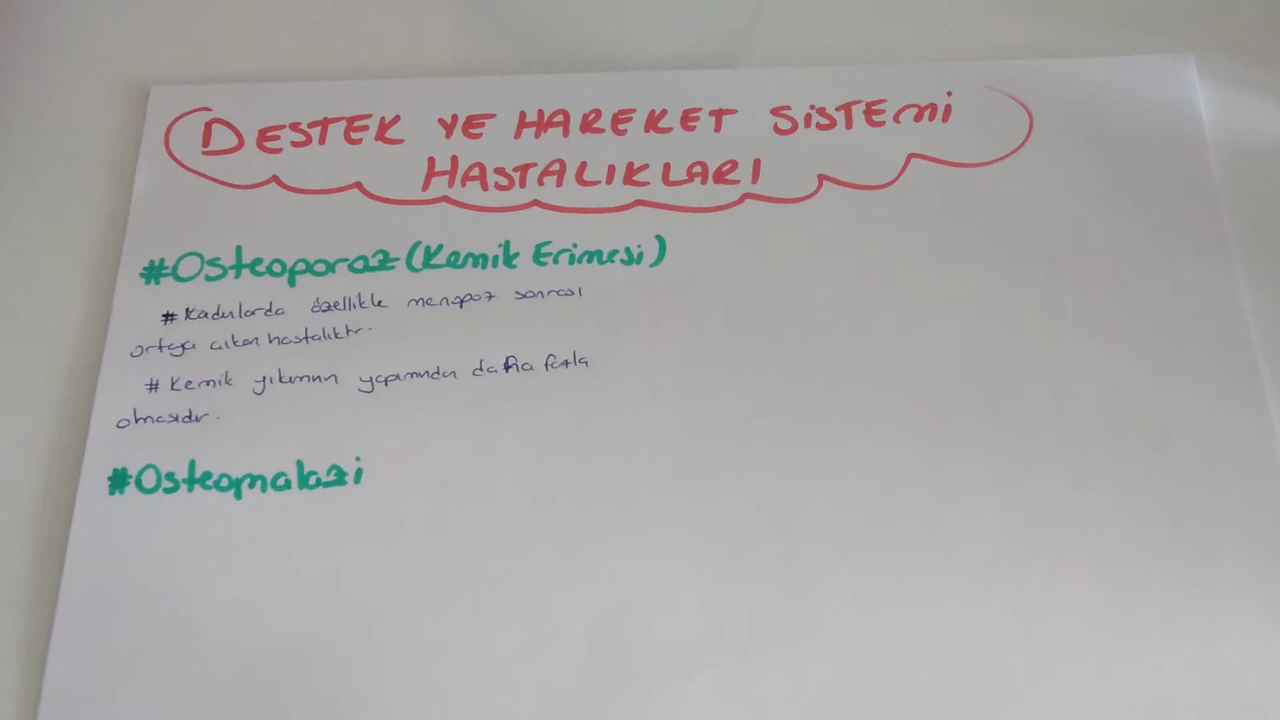 DESTEK VE HAREKET SİSTEMİ
HASTALIKLARI
#Osteoporoz (Kemik Erimesi)
# Kadınlarda özellikle menopoz sonrası
ortaya çıkan hastalıktır.
# Kemik yıkımının yapımından daha fazla
olmasıdır.
#Osteomalazi